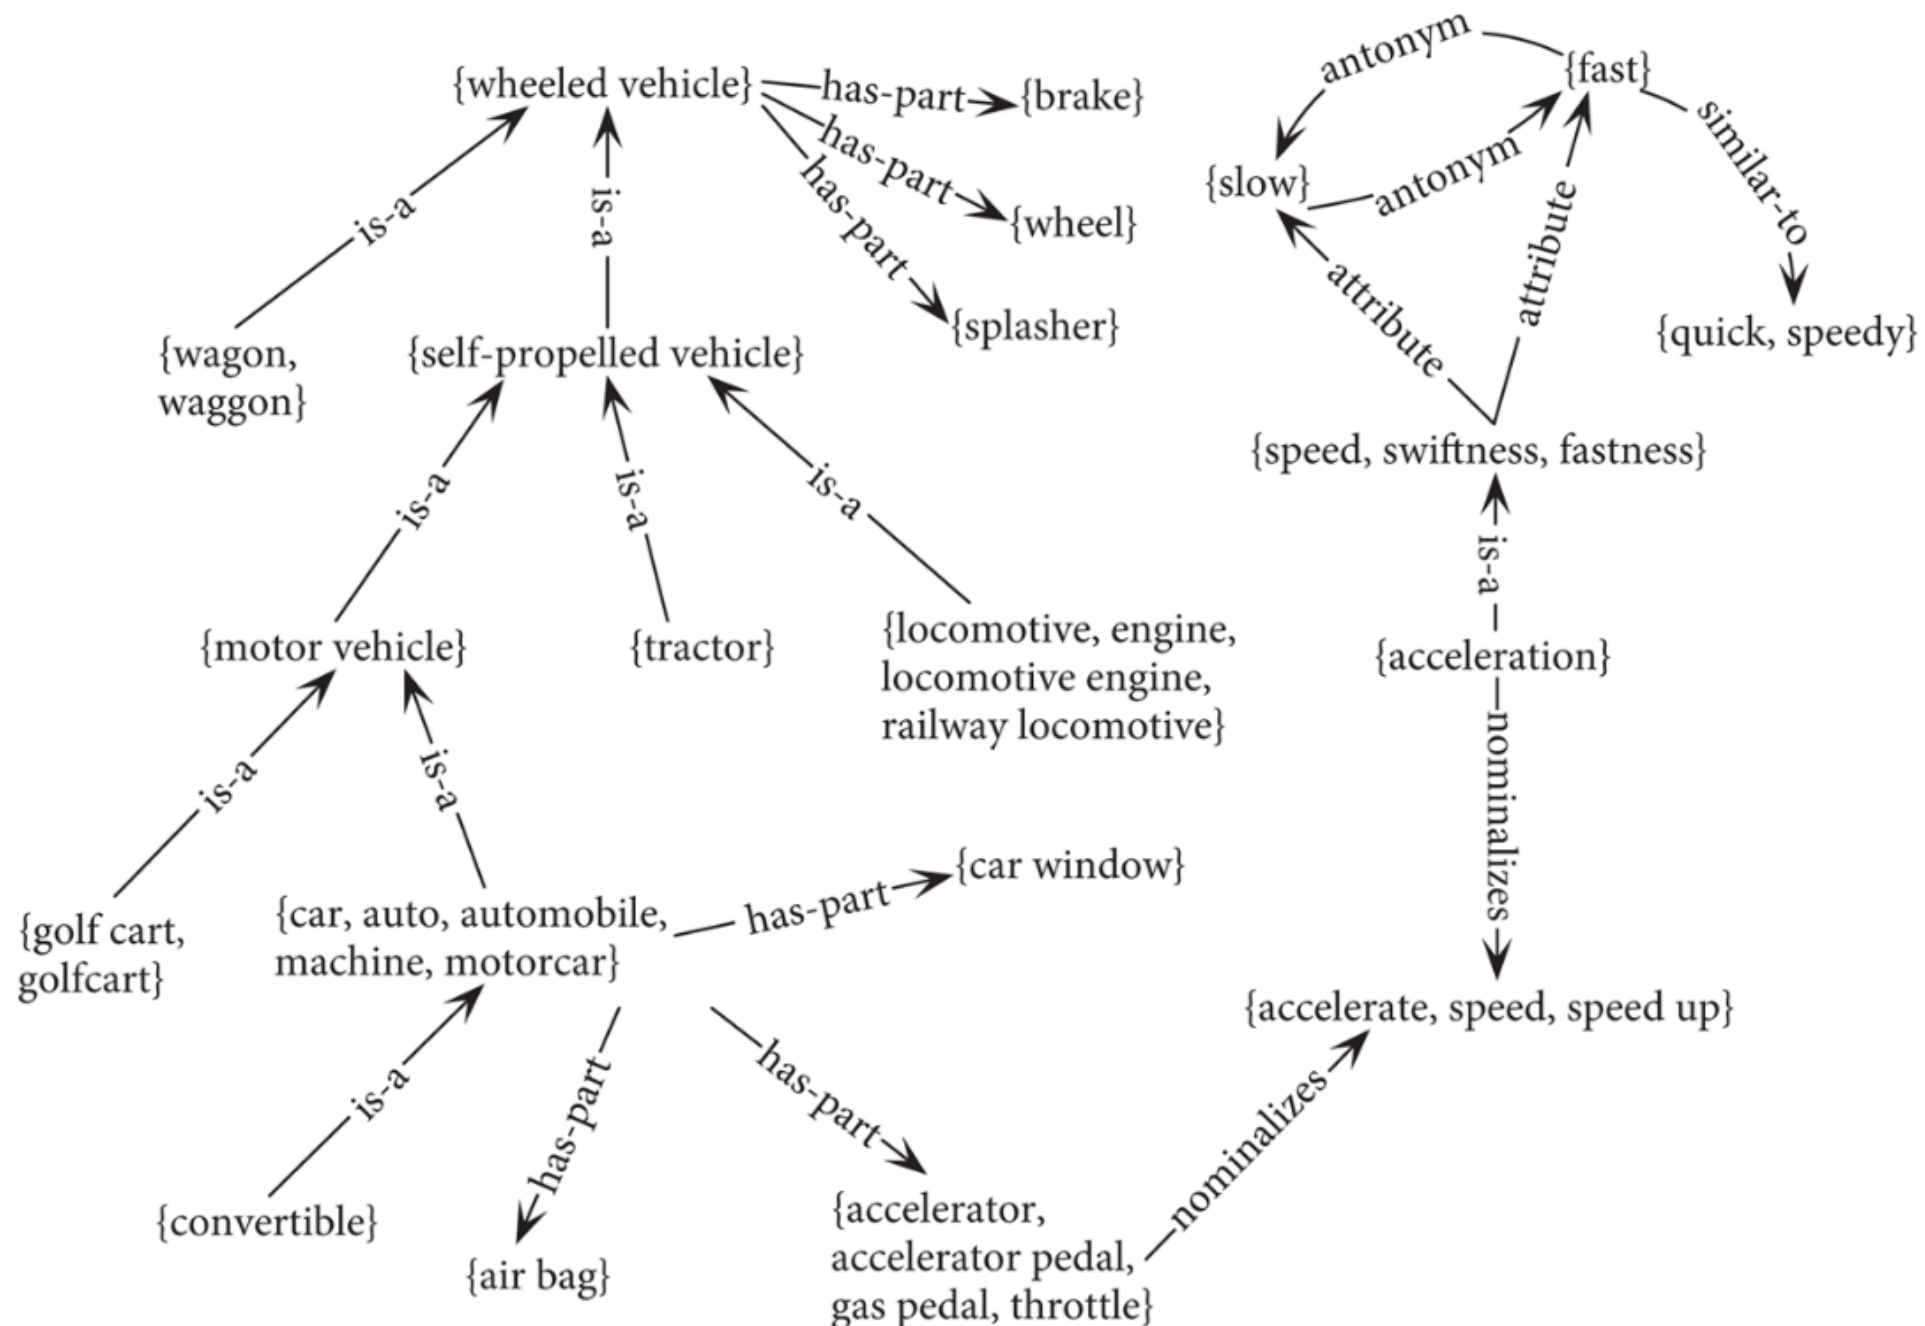 antonym
{fast}
{wheeled vehicle}
has-part
{brake}
similar-to
has-part
antonym
{slow}
has-part
{wheel}
is-a
is-a
attribute
attribute
{splasher}
{quick, speedy}
{wagon,
waggon}
{self-propelled vehicle}
{speed, swiftness, fastness}
is-a
is-a
is-a
is-a
{motor vehicle}
{tractor}
{locomotive, engine,
locomotive engine,
railway locomotive}
{acceleration}
nominalizes
is-a
is-a
{car window}
has-part
{golf cart,
golfcart}
{car, auto, automobile,
machine, motorcar}
{accelerate, speed, speed up}
is-a
has-part
has-part
nominalizes
{convertible}
{air bag}
{accelerator,
accelerator pedal,
gas pedal, throttle}